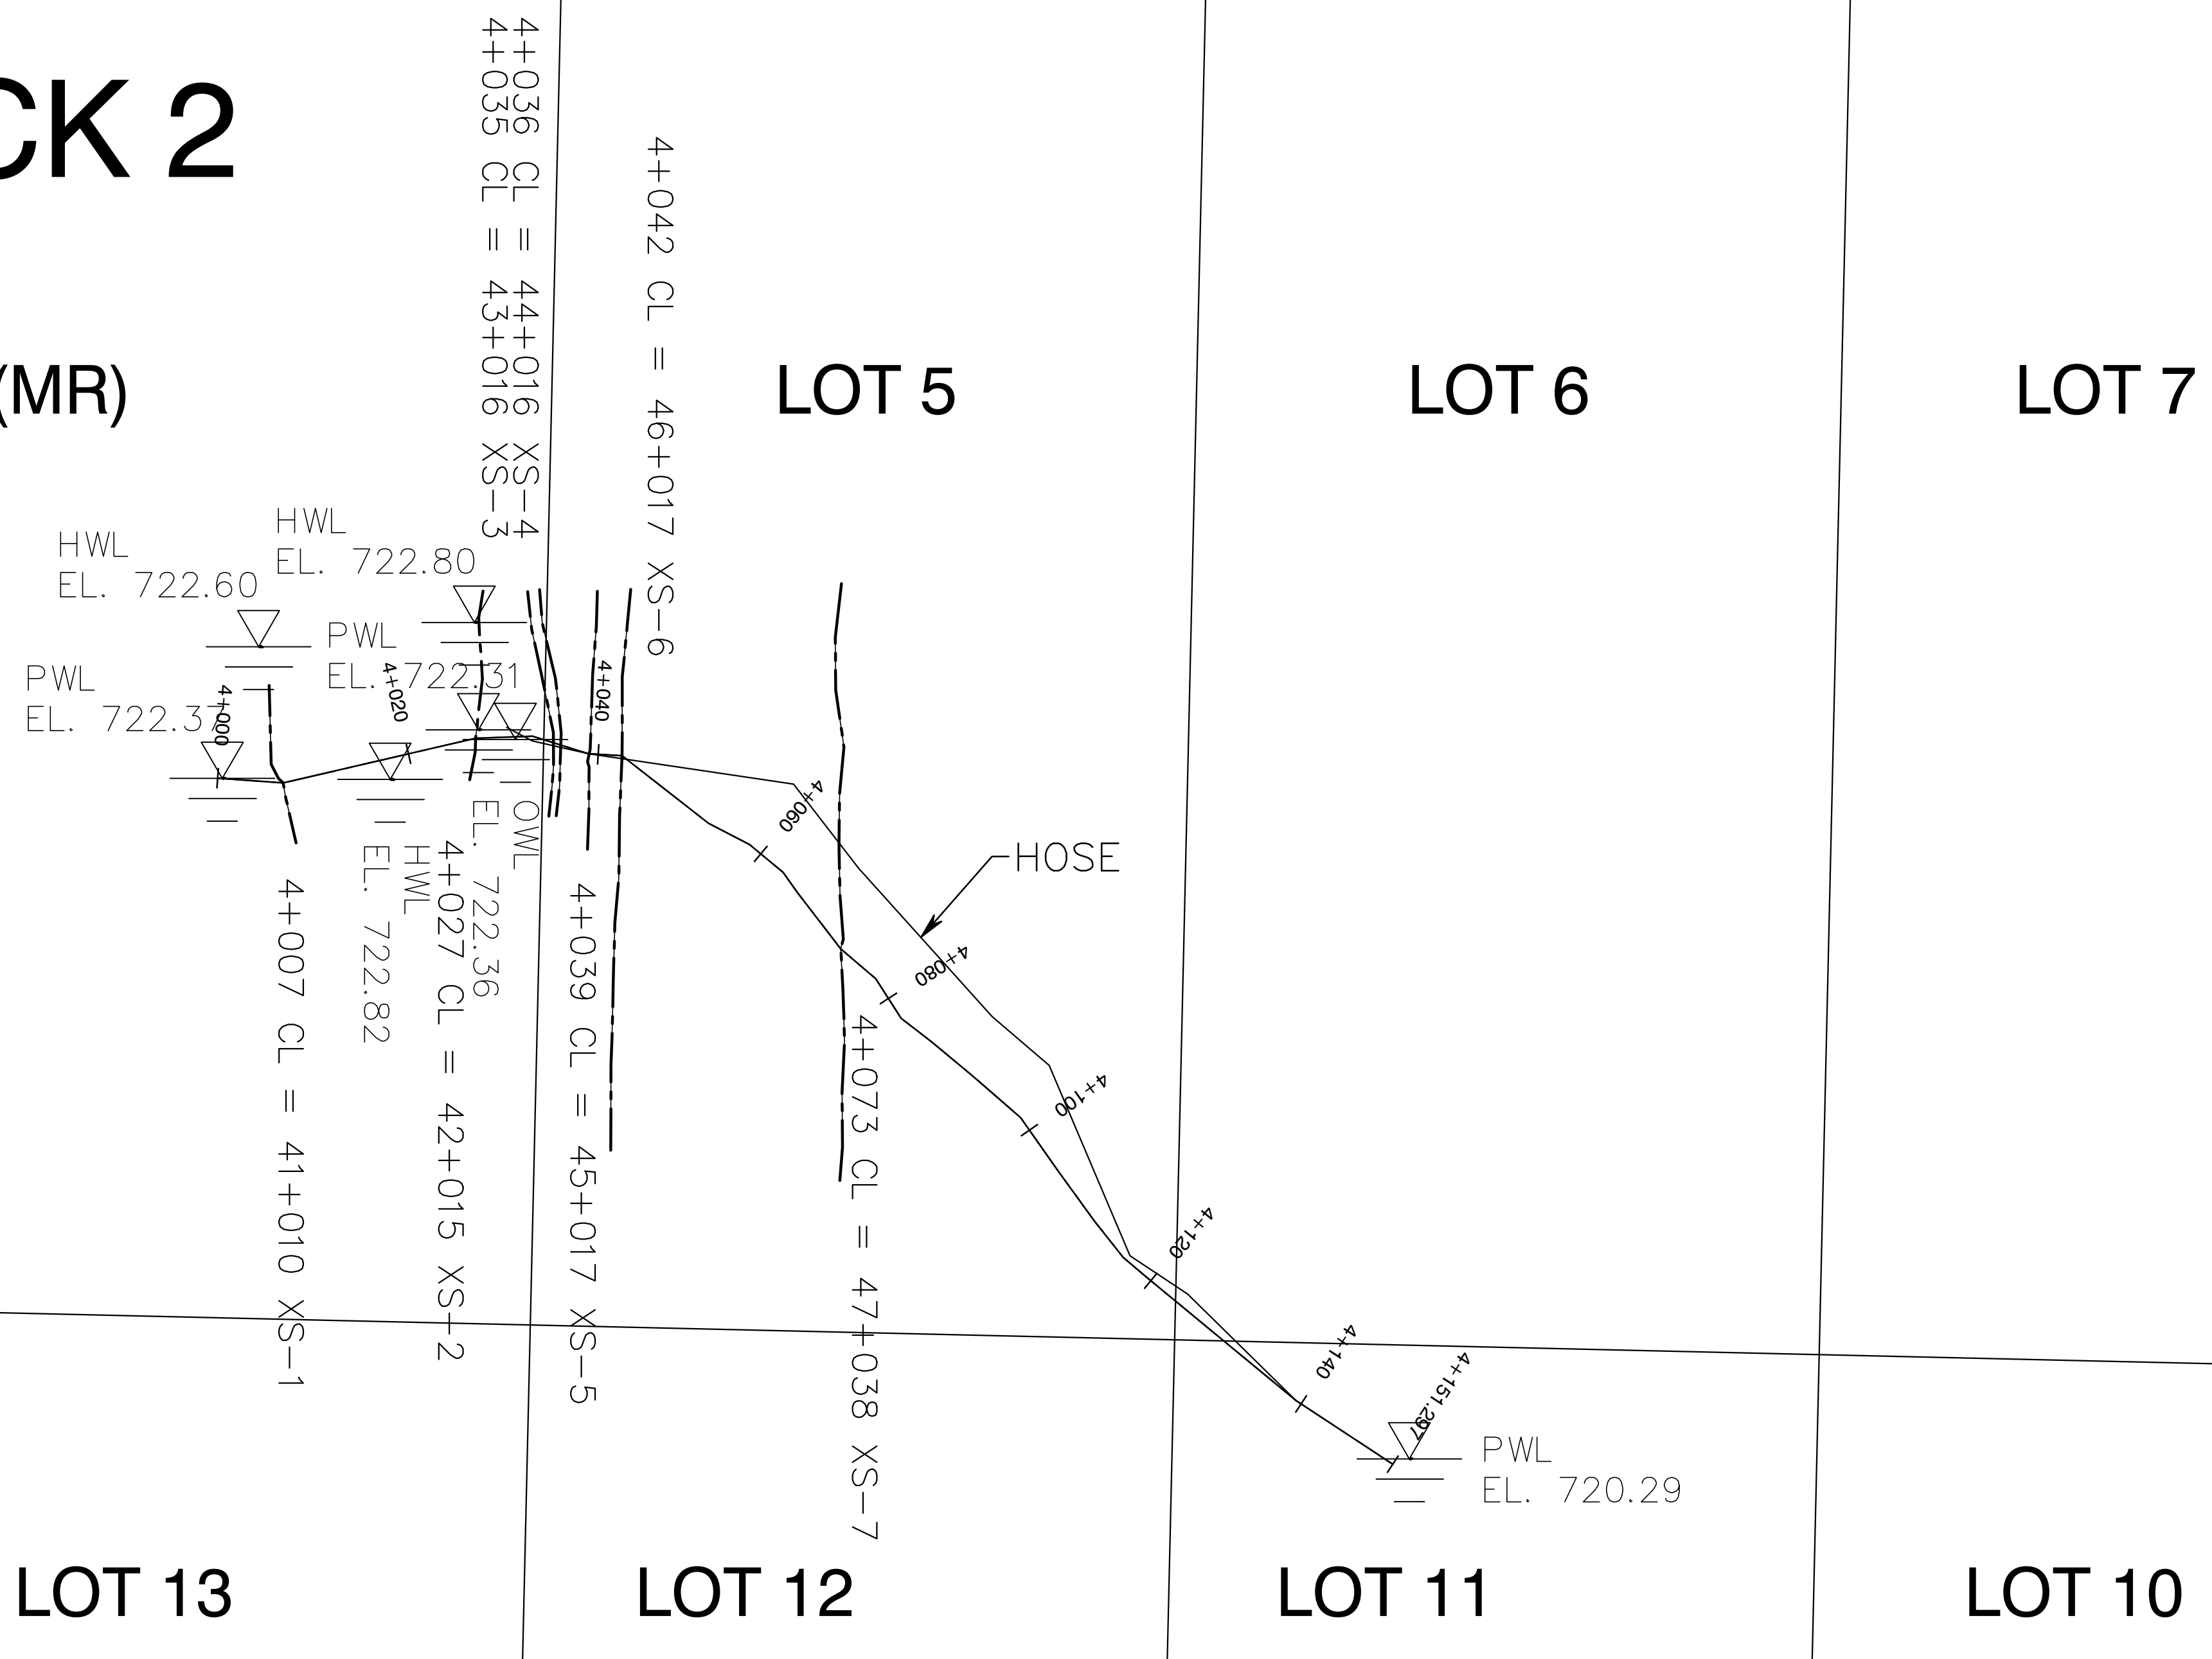 CK 2
(MR)
LOT 5
LOT 6
LOT 7
4+036 CL = 44+016 XS-4
4+035 CL = 43+016 XS-3
4+042 CL = 46+017 XS-6
HWL
EL. 722.80
HWL
EL. 722.60
PWL
EL. 722.31
PWL
EL. 722.37
4+000
4+020
4+040
4+060
HOSE
4+080
4+100
4+120
4+140
4+151.297
OWL
EL. 722.36
HWL
EL. 722.82
4+007 CL = 41+010 XS-1
4+027 CL = 42+015 XS-2
4+039 CL = 45+017 XS-5
4+073 CL = 47+038 XS-7
PWL
EL. 720.29
LOT 13
LOT 12
LOT 11
LOT 10